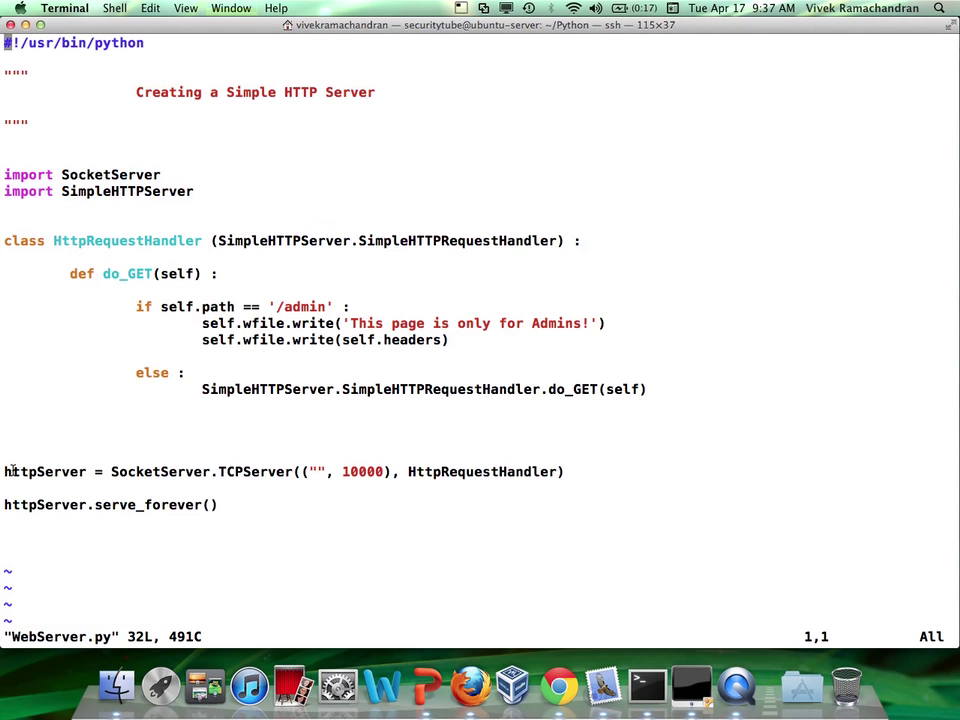 Terminal Shell Edit View Window Help (0:17) Tue Apr 17 9:37 AM Vivek Ramachandran
vivekramachandran — securitytube@ubuntu-server: ~/Python — ssh — 115×37
#!/usr/bin/python
"""
Creating a Simple HTTP Server
"""
import SocketServer
import SimpleHTTPServer
class HttpRequestHandler (SimpleHTTPServer.SimpleHTTPRequestHandler) :
def do_GET(self) :
if self.path == '/admin' :
self.wfile.write('This page is only for Admins!')
self.wfile.write(self.headers)
else :
SimpleHTTPServer.SimpleHTTPRequestHandler.do_GET(self)
httpServer = SocketServer.TCPServer(("", 10000), HttpRequestHandler)
httpServer.serve_forever()
~
~
~
~
"WebServer.py" 32L, 491C 1,1 All